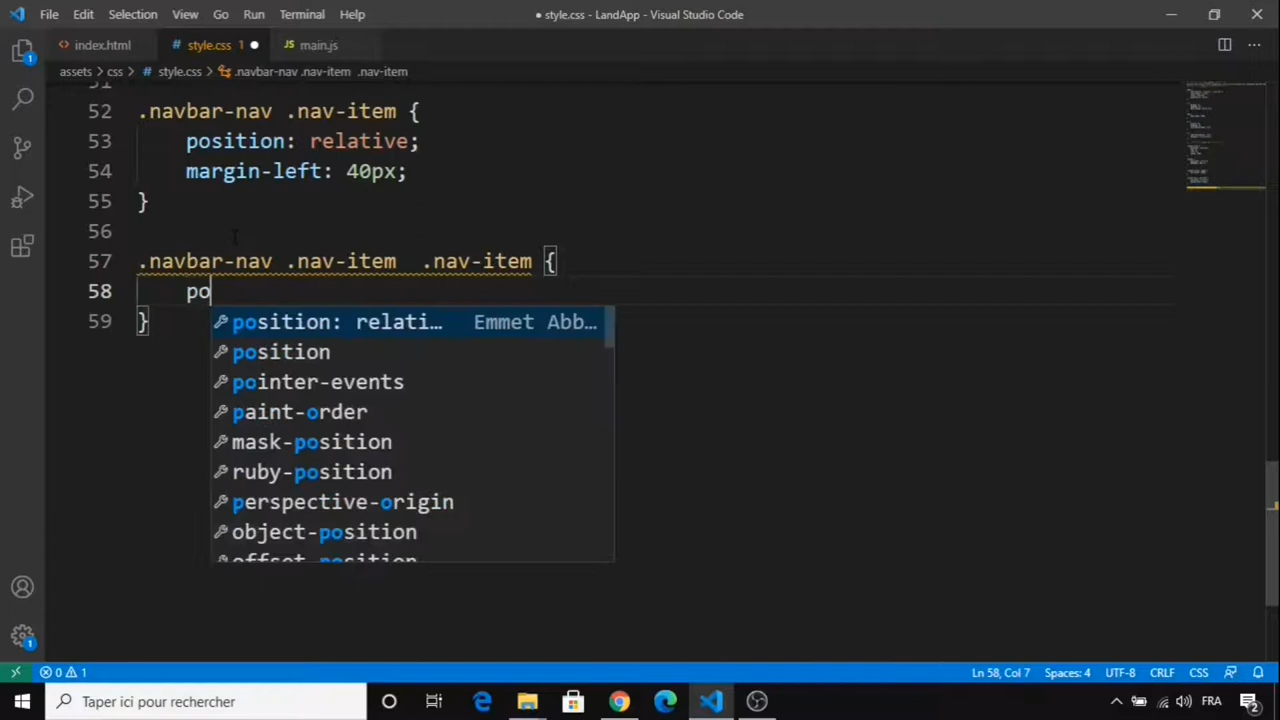 File Edit Selection View Go Run Terminal Help
● style.css - LandApp - Visual Studio Code
index.html
# style.css 1 ●
JS main.js
assets > css > # style.css > .navbar-nav .nav-item .nav-item
52 .navbar-nav .nav-item {
53 position: relative;
54 margin-left: 40px;
55 }
56
57 .navbar-nav .nav-item  .nav-item {
58 po
59 }
position: relati… Emmet Abb…
position
pointer-events
paint-order
mask-position
ruby-position
perspective-origin
object-position
offset-position
0 1
Ln 58, Col 7 Spaces: 4 UTF-8 CRLF CSS
Taper ici pour rechercher
FRA
2